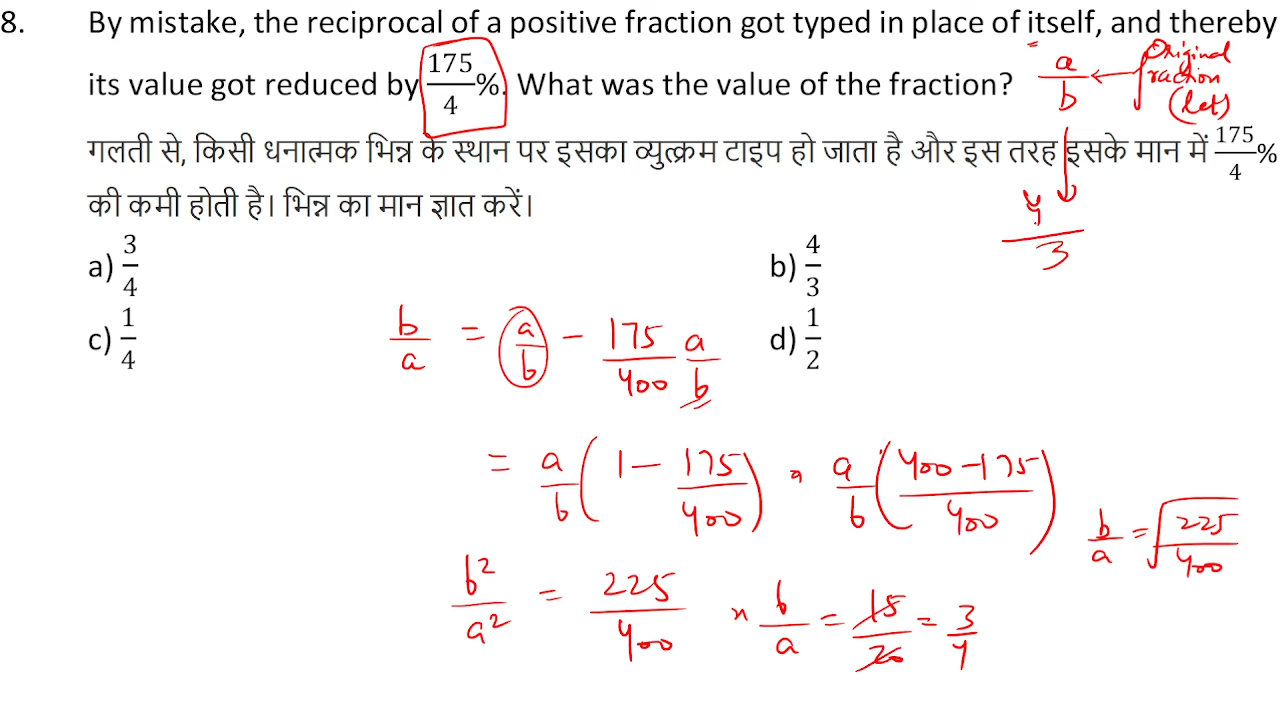 8. By mistake, the reciprocal of a positive fraction got typed in place of itself, and thereby
its value got reduced by 175/4%. What was the value of the fraction?
a/b ← Original fraction (let)
गलती से, किसी धनात्मक भिन्न के स्थान पर इसका व्युत्क्रम टाइप हो जाता है और इस तरह इसके मान में 175/4%
की कमी होती है। भिन्न का मान ज्ञात करें।
4/3
a) 3/4 b) 4/3
c) 1/4 d) 1/2
b/a = a/b - 175/400 a/b
= a/b (1 - 175/400) = a/b ((400-175)/400)
b/a = √(225/400)
b²/a² = 225/400 b/a = 15/20 = 3/4